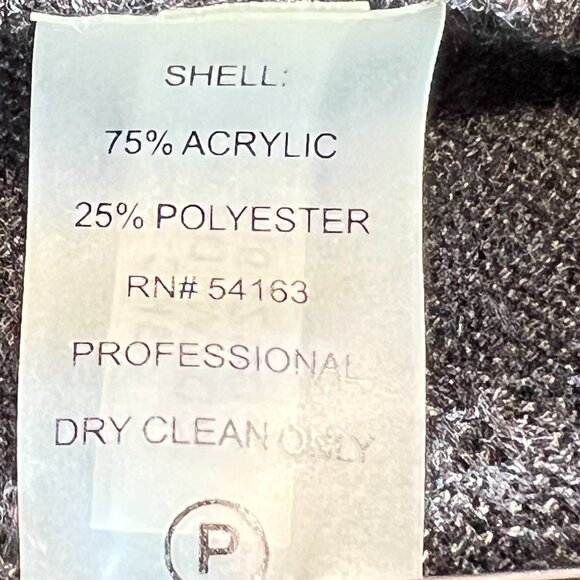 SHELL:
75% ACRYLIC
25% POLYESTER
RN# 54163
PROFESSIONAL
DRY CLEAN ONLY
P